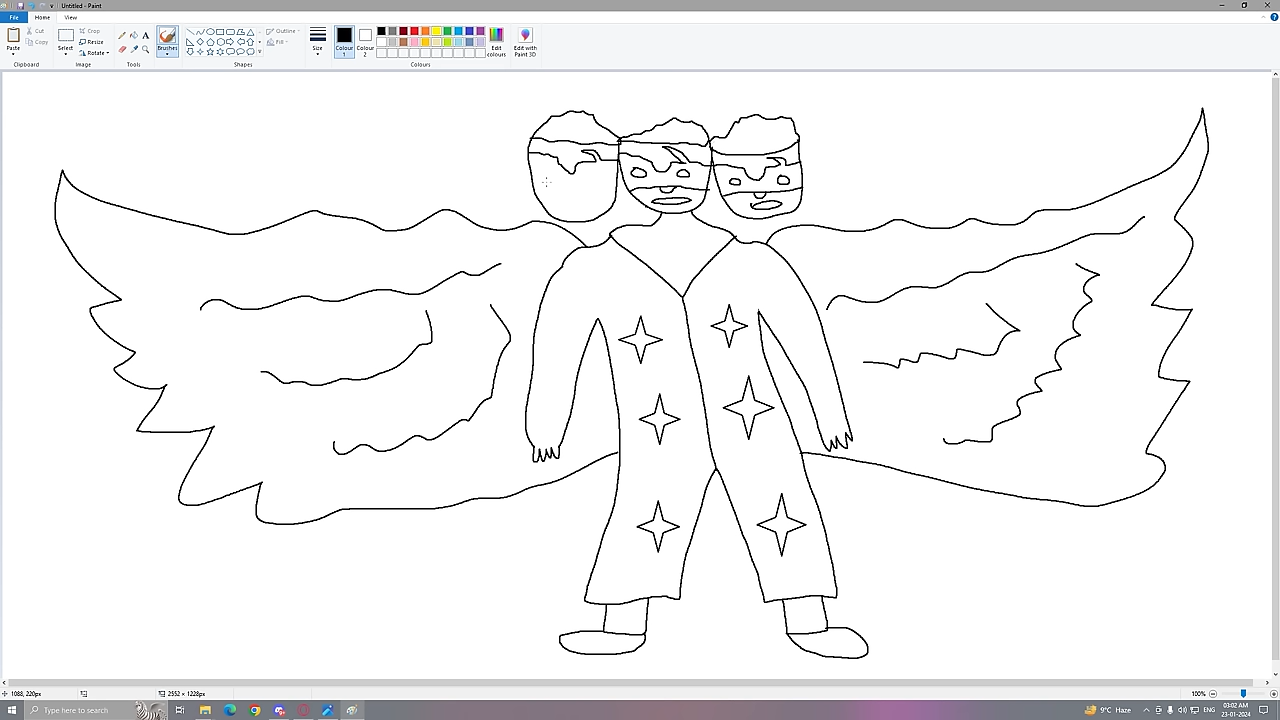 Untitled - Paint
File Home View
Paste Cut Copy Clipboard
Select Crop Resize Rotate Image
Tools
Brushes
Shapes Outline Fill
Size
Colour 1 Colour 2 Colours
Edit colours
Edit with Paint 3D
1088, 220px 2552 × 1228px 100%
Type here to search 9°C Haze ENG 03:02 AM 23-01-2024